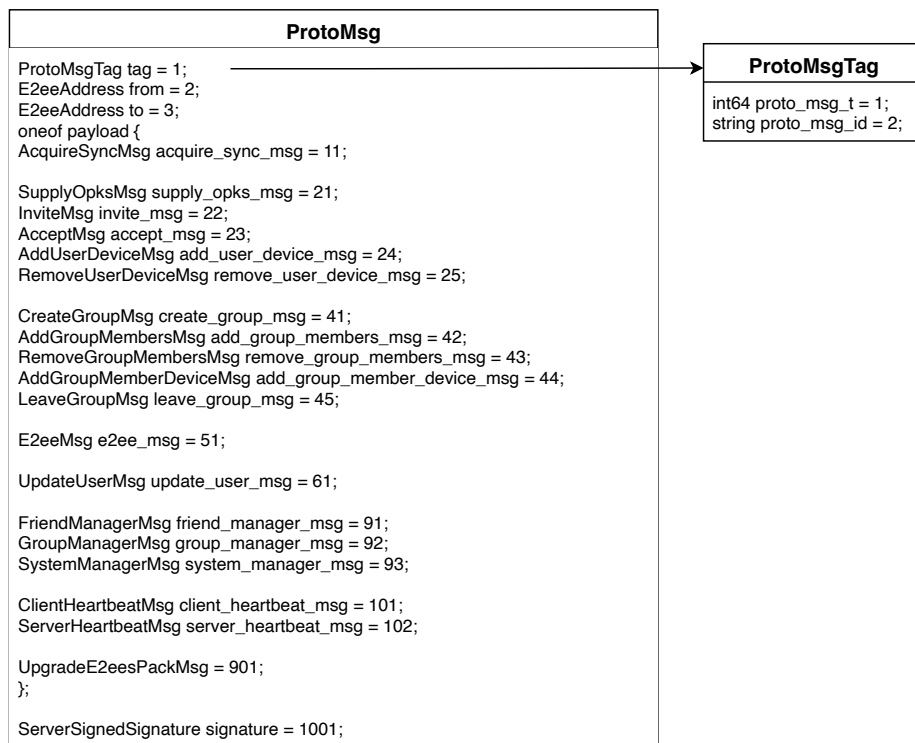 ProtoMsg
ProtoMsgTag tag = 1;
E2eeAddress from = 2;
E2eeAddress to = 3;
oneof payload {
AcquireSyncMsg acquire_sync_msg = 11;
SupplyOpksMsg supply_opks_msg = 21;
InviteMsg invite_msg = 22;
AcceptMsg accept_msg = 23;
AddUserDeviceMsg add_user_device_msg = 24;
RemoveUserDeviceMsg remove_user_device_msg = 25;
CreateGroupMsg create_group_msg = 41;
AddGroupMembersMsg add_group_members_msg = 42;
RemoveGroupMembersMsg remove_group_members_msg = 43;
AddGroupMemberDeviceMsg add_group_member_device_msg = 44;
LeaveGroupMsg leave_group_msg = 45;
E2eeMsg e2ee_msg = 51;
UpdateUserMsg update_user_msg = 61;
FriendManagerMsg friend_manager_msg = 91;
GroupManagerMsg group_manager_msg = 92;
SystemManagerMsg system_manager_msg = 93;
ClientHeartbeatMsg client_heartbeat_msg = 101;
ServerHeartbeatMsg server_heartbeat_msg = 102;
UpgradeE2eesPackMsg = 901;
};
ServerSignedSignature signature = 1001;
ProtoMsgTag
int64 proto_msg_t = 1;
string proto_msg_id = 2;